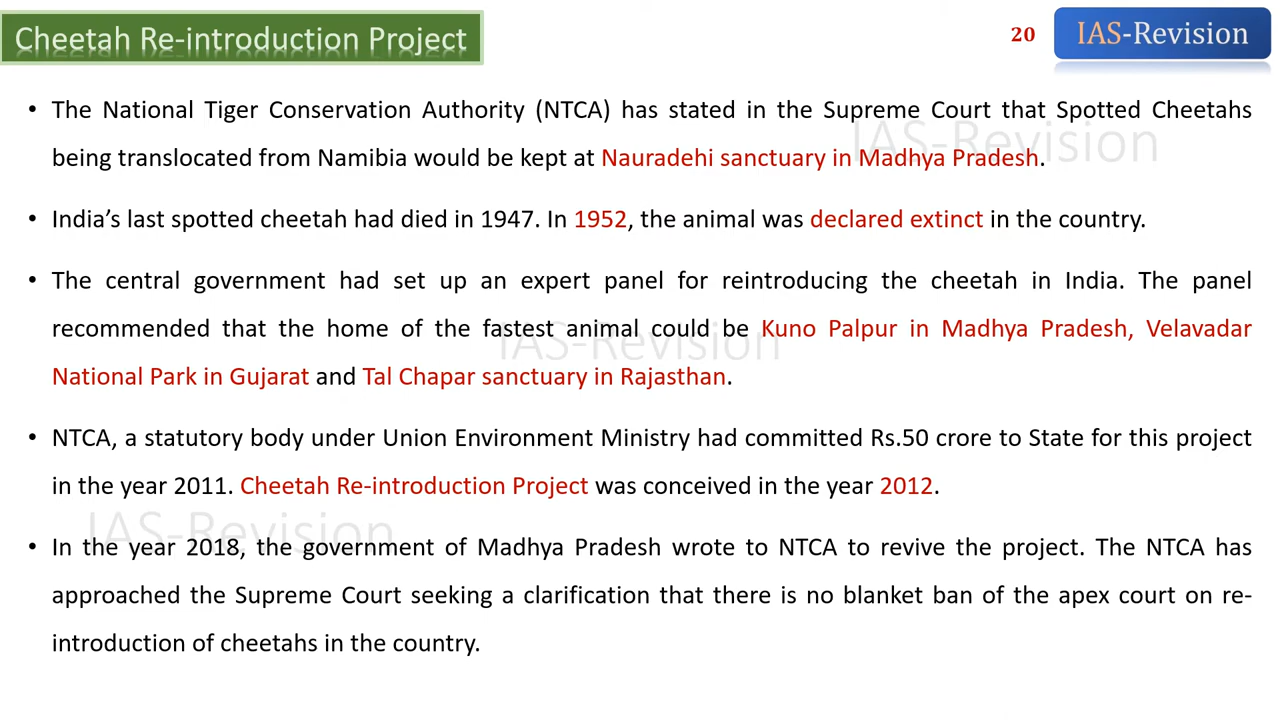 Cheetah Re-introduction Project
20
IAS-Revision
• The National Tiger Conservation Authority (NTCA) has stated in the Supreme Court that Spotted Cheetahs
being translocated from Namibia would be kept at Nauradehi sanctuary in Madhya Pradesh.
IAS-Revision
• India’s last spotted cheetah had died in 1947. In 1952, the animal was declared extinct in the country.
• The central government had set up an expert panel for reintroducing the cheetah in India. The panel
recommended that the home of the fastest animal could be Kuno Palpur in Madhya Pradesh, Velavadar
IAS-Revision
National Park in Gujarat and Tal Chapar sanctuary in Rajasthan.
• NTCA, a statutory body under Union Environment Ministry had committed Rs.50 crore to State for this project
in the year 2011. Cheetah Re-introduction Project was conceived in the year 2012.
IAS-Revision
• In the year 2018, the government of Madhya Pradesh wrote to NTCA to revive the project. The NTCA has
approached the Supreme Court seeking a clarification that there is no blanket ban of the apex court on re-
introduction of cheetahs in the country.